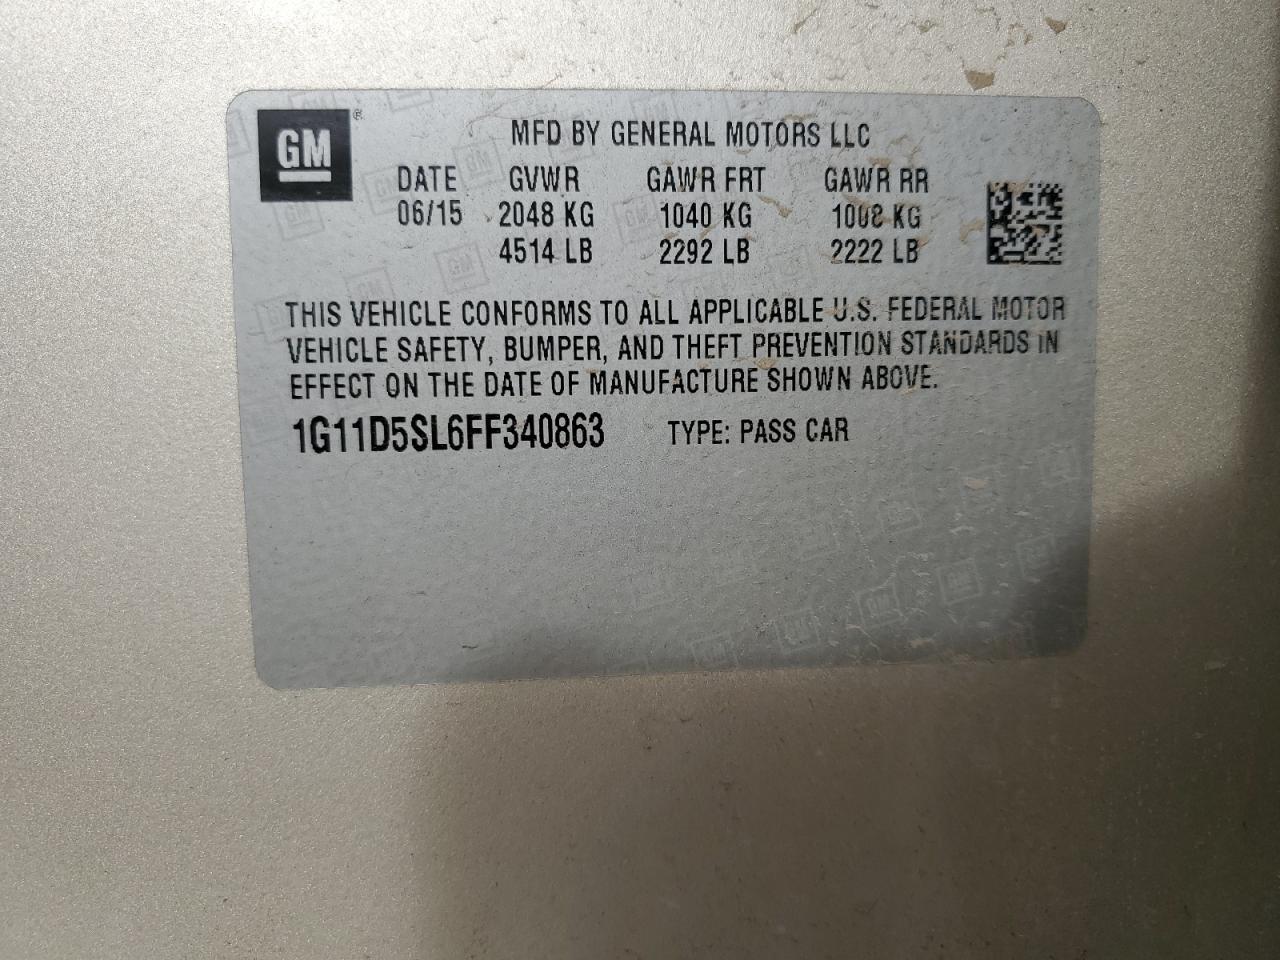 GM
MFD BY GENERAL MOTORS LLC
DATE GVWR GAWR FRT GAWR RR
06/15 2048 KG 1040 KG 1008 KG
4514 LB 2292 LB 2222 LB
THIS VEHICLE CONFORMS TO ALL APPLICABLE U.S. FEDERAL MOTOR
VEHICLE SAFETY, BUMPER, AND THEFT PREVENTION STANDARDS IN
EFFECT ON THE DATE OF MANUFACTURE SHOWN ABOVE.
1G11D5SL6FF340863 TYPE: PASS CAR